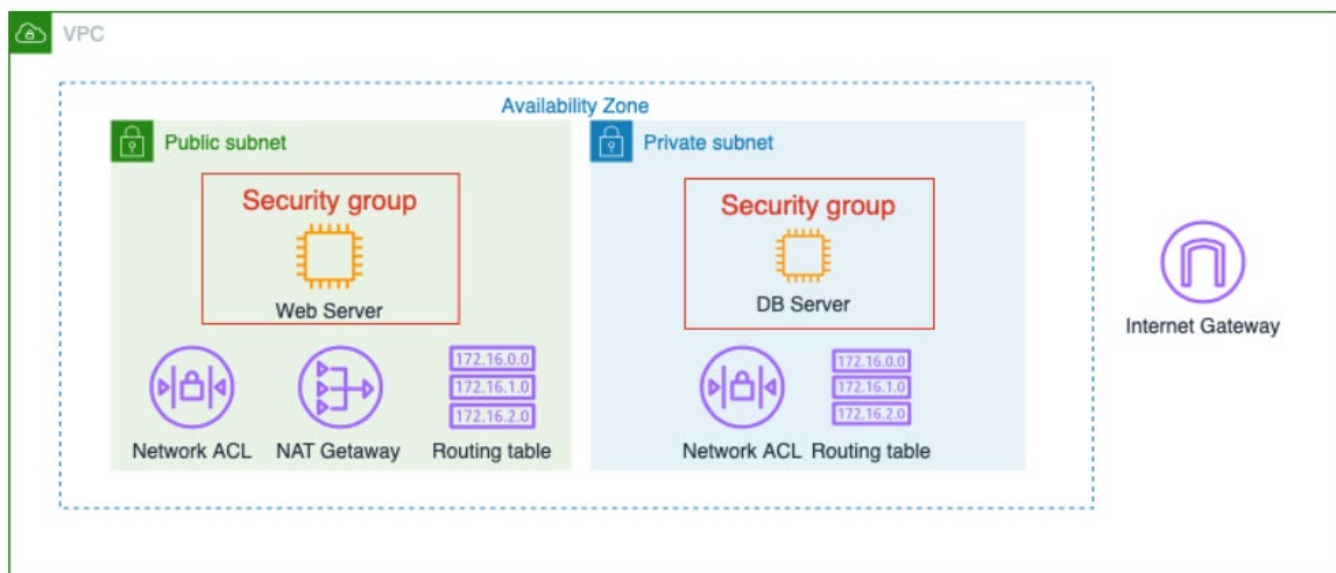 VPC
Availability Zone
Public subnet
Security group
Web Server
Network ACL
NAT Getaway
172.16.0.0
172.16.1.0
172.16.2.0
Routing table
Private subnet
Security group
DB Server
Network ACL
172.16.0.0
172.16.1.0
172.16.2.0
Routing table
Internet Gateway